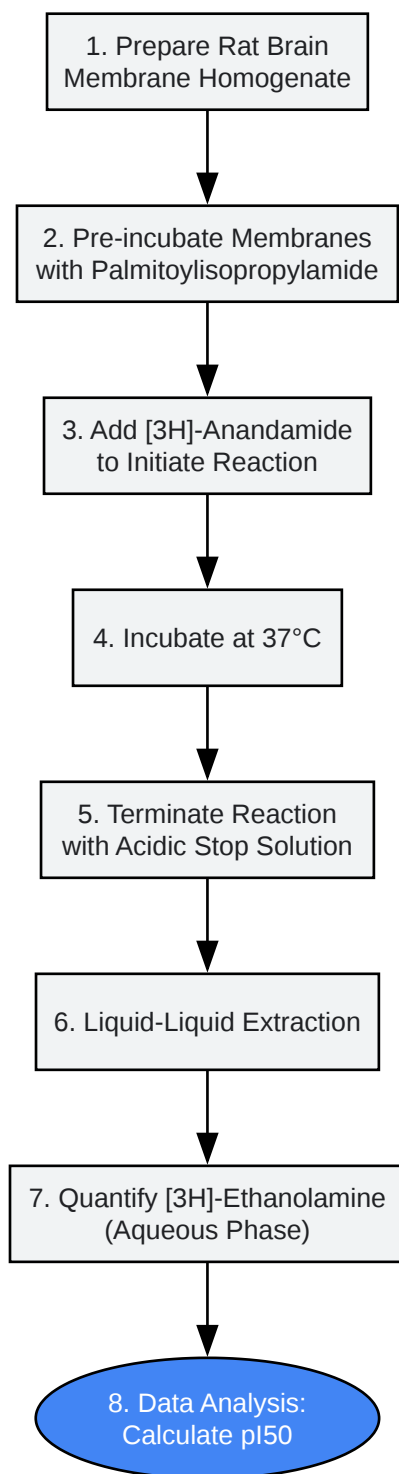 1. Prepare Rat Brain
Membrane Homogenate
2. Pre-incubate Membranes
with Palmitoylisopropylamide
3. Add [3H]-Anandamide
to Initiate Reaction
4. Incubate at 37°C
5. Terminate Reaction
with Acidic Stop Solution
6. Liquid-Liquid Extraction
7. Quantify [3H]-Ethanolamine
(Aqueous Phase)
8. Data Analysis:
Calculate pI50